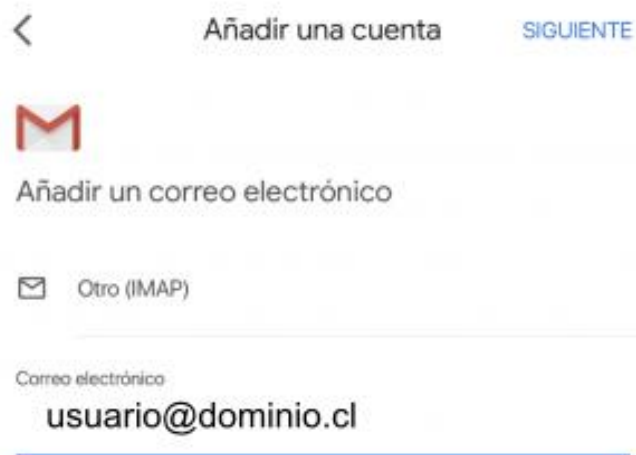 Añadir una cuenta SIGUIENTE
Añadir un correo electrónico
Otro (IMAP)
Correo electrónico
usuario@dominio.cl